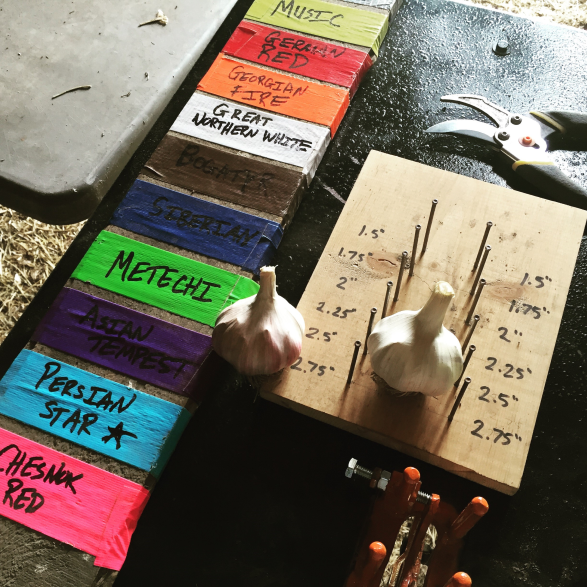 MUSIC
GERMAN
RED
GEORGIAN
FIRE
GREAT
NORTHERN WHITE
BOGATYR
SIBERIAN
METECHI
ASIAN
TEMPEST
PERSIAN
STAR ★
CHESNOK
RED
1.5"
1.75"
2"
2.25
2.5
2.75"
1.5"
1.75"
2"
2.25"
2.5"
2.75"